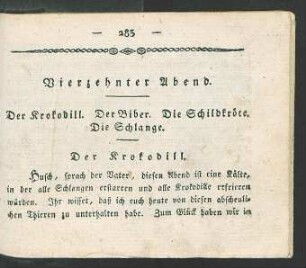 — 285 —
Vierzehnter Abend.
Der Krokodill. Der Biber. Die Schildkröte.
Die Schlange.
Der Krokodill.
Husch, sprach der Vater, diesen Abend ist eine Kälte,
in der alle Schlangen erstarren und alle Krokodille erfrieren
würden. Ihr wisset, daß ich euch heute von diesen abscheuli-
chen Thieren zu unterhalten habe. Zum Glück haben wir in